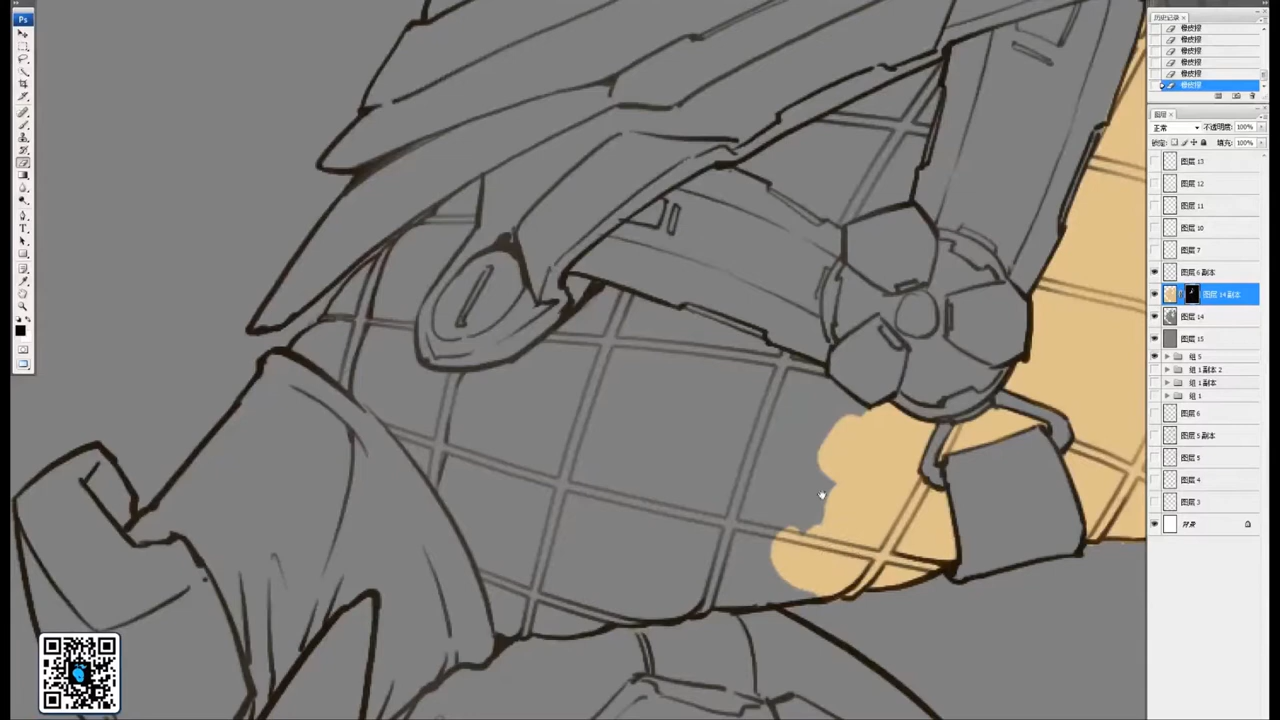 Ps
历史记录
橡皮擦
橡皮擦
橡皮擦
橡皮擦
橡皮擦
橡皮擦
图层
正常 不透明度: 100%
锁定: 填充: 100%
图层 13
图层 12
图层 11
图层 10
图层 7
图层 6 副本
图层 14 副本
图层 14
图层 15
组 5
组 1 副本 2
组 1 副本
组 1
图层 6
图层 5 副本
图层 5
图层 4
图层 3
背景